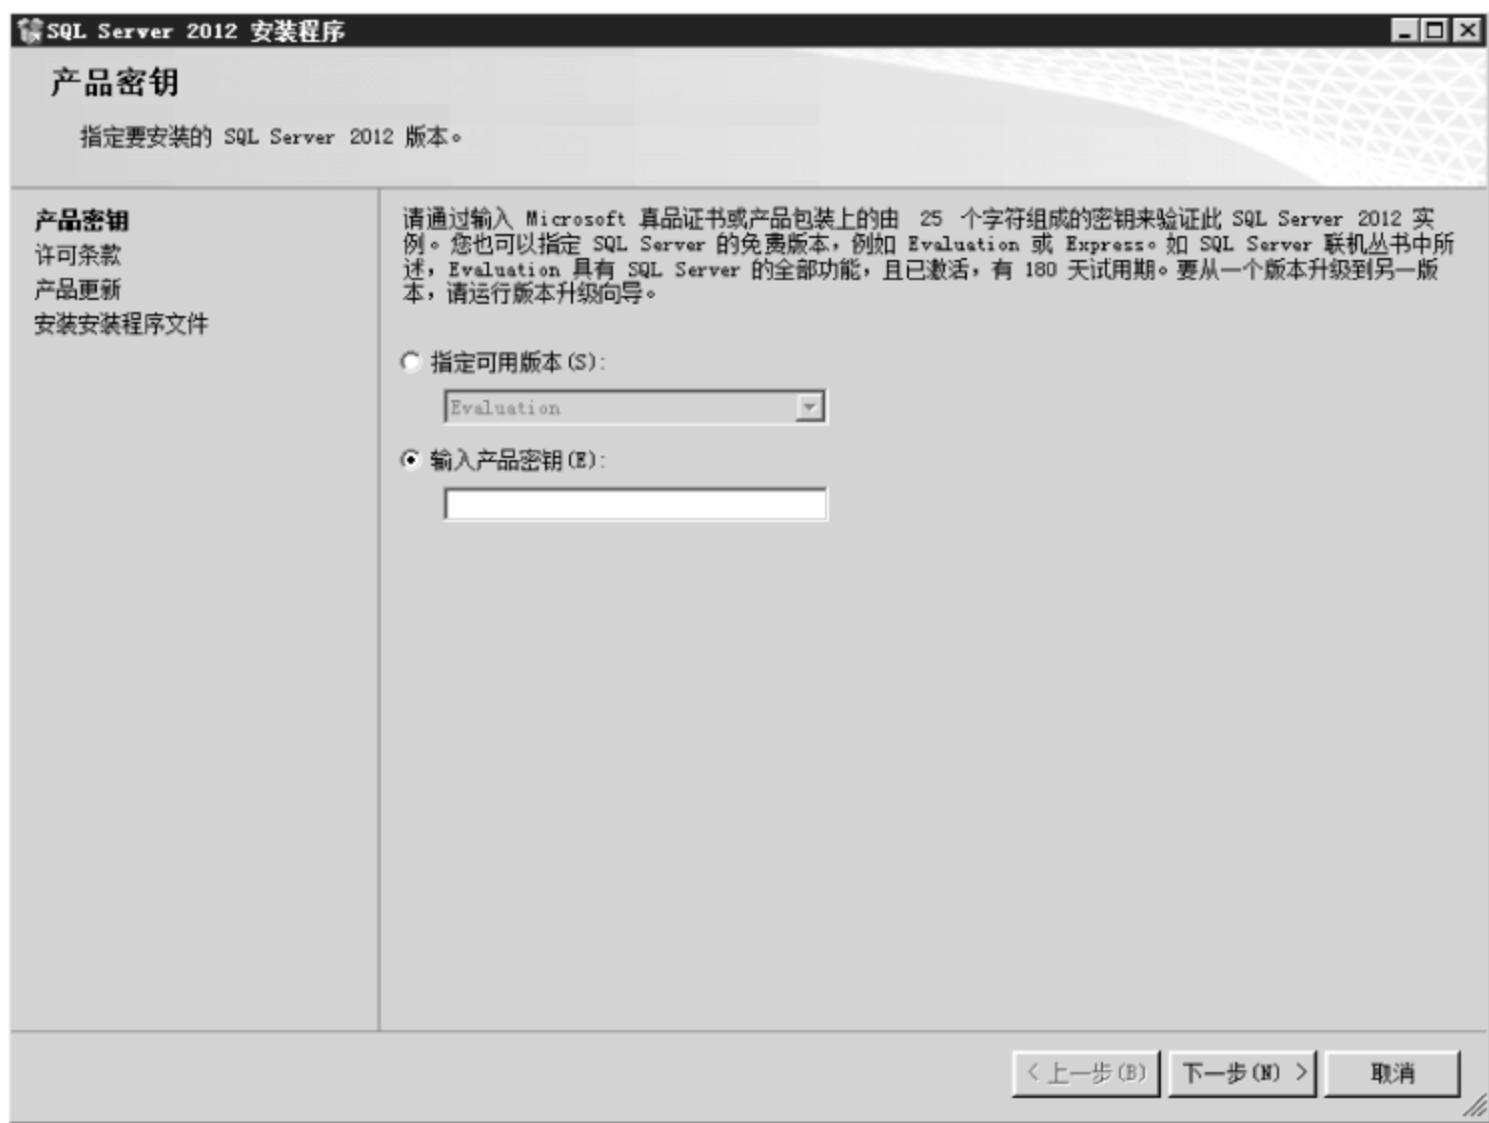 SQL Server 2012 安装程序
产品密钥
指定要安装的 SQL Server 2012 版本。
产品密钥
许可条款
产品更新
安装安装程序文件
请通过输入 Microsoft 真品证书或产品包装上的由 25 个字符组成的密钥来验证此 SQL Server 2012 实
例。您也可以指定 SQL Server 的免费版本，例如 Evaluation 或 Express。如 SQL Server 联机丛书中所
述，Evaluation 具有 SQL Server 的全部功能，且已激活，有 180 天试用期。要从一个版本升级到另一版
本，请运行版本升级向导。
指定可用版本(S):
Evaluation
输入产品密钥(E):
< 上一步(B)
下一步(N) >
取消